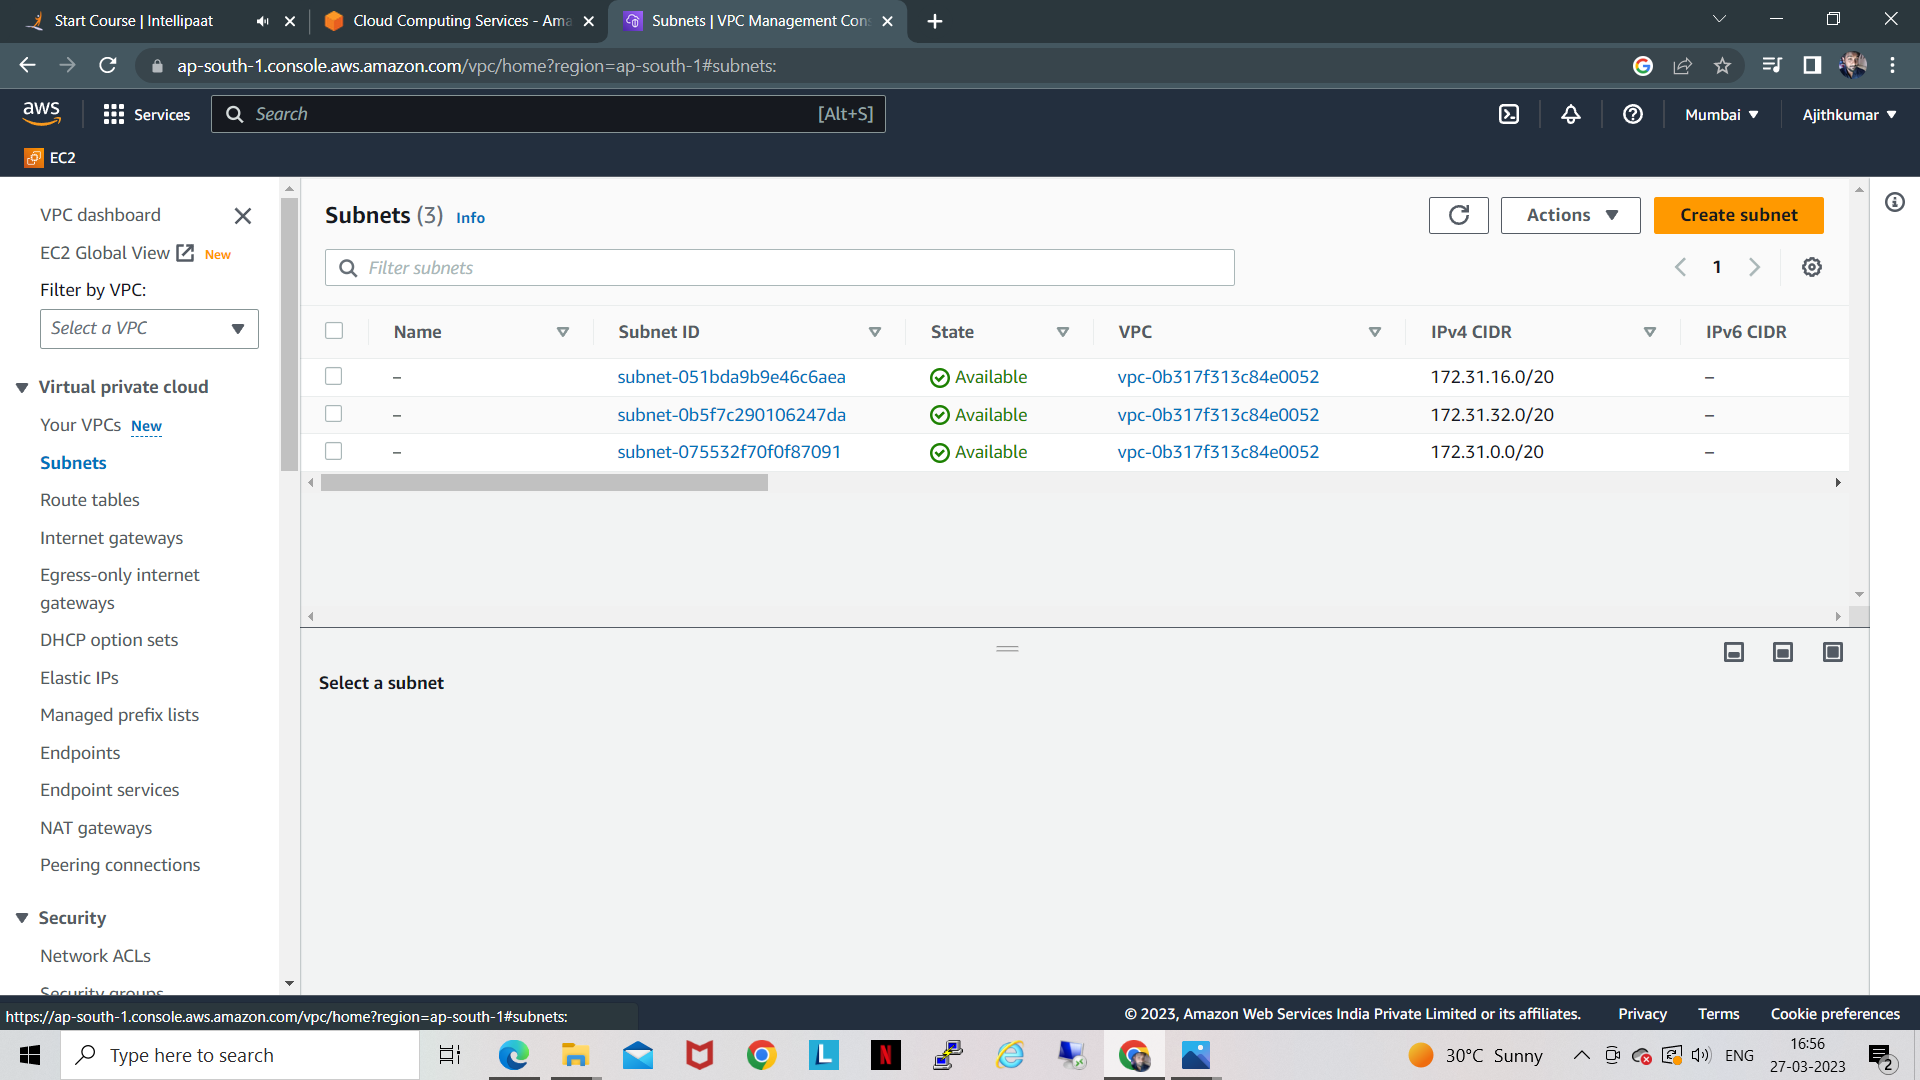 Start Course | Intellipaat
Cloud Computing Services - Ama
Subnets | VPC Management Con
ap-south-1.console.aws.amazon.com/vpc/home?region=ap-south-1#subnets:
aws
Services
Search
[Alt+S]
Mumbai
Ajithkumar
EC2
VPC dashboard
EC2 Global View New
Filter by VPC:
Select a VPC
Virtual private cloud
Your VPCs New
Subnets
Route tables
Internet gateways
Egress-only internet
gateways
DHCP option sets
Elastic IPs
Managed prefix lists
Endpoints
Endpoint services
NAT gateways
Peering connections
Security
Network ACLs
Security groups
Subnets (3) Info
Actions
Create subnet
Filter subnets
1
Name Subnet ID State VPC IPv4 CIDR IPv6 CIDR
– subnet-051bda9b9e46c6aea Available vpc-0b317f313c84e0052 172.31.16.0/20 –
– subnet-0b5f7c290106247da Available vpc-0b317f313c84e0052 172.31.32.0/20 –
– subnet-075532f70f0f87091 Available vpc-0b317f313c84e0052 172.31.0.0/20 –
Select a subnet
https://ap-south-1.console.aws.amazon.com/vpc/home?region=ap-south-1#subnets:
© 2023, Amazon Web Services India Private Limited or its affiliates. Privacy Terms Cookie preferences
Type here to search
L
N
30°C Sunny
ENG
16:56
27-03-2023
2